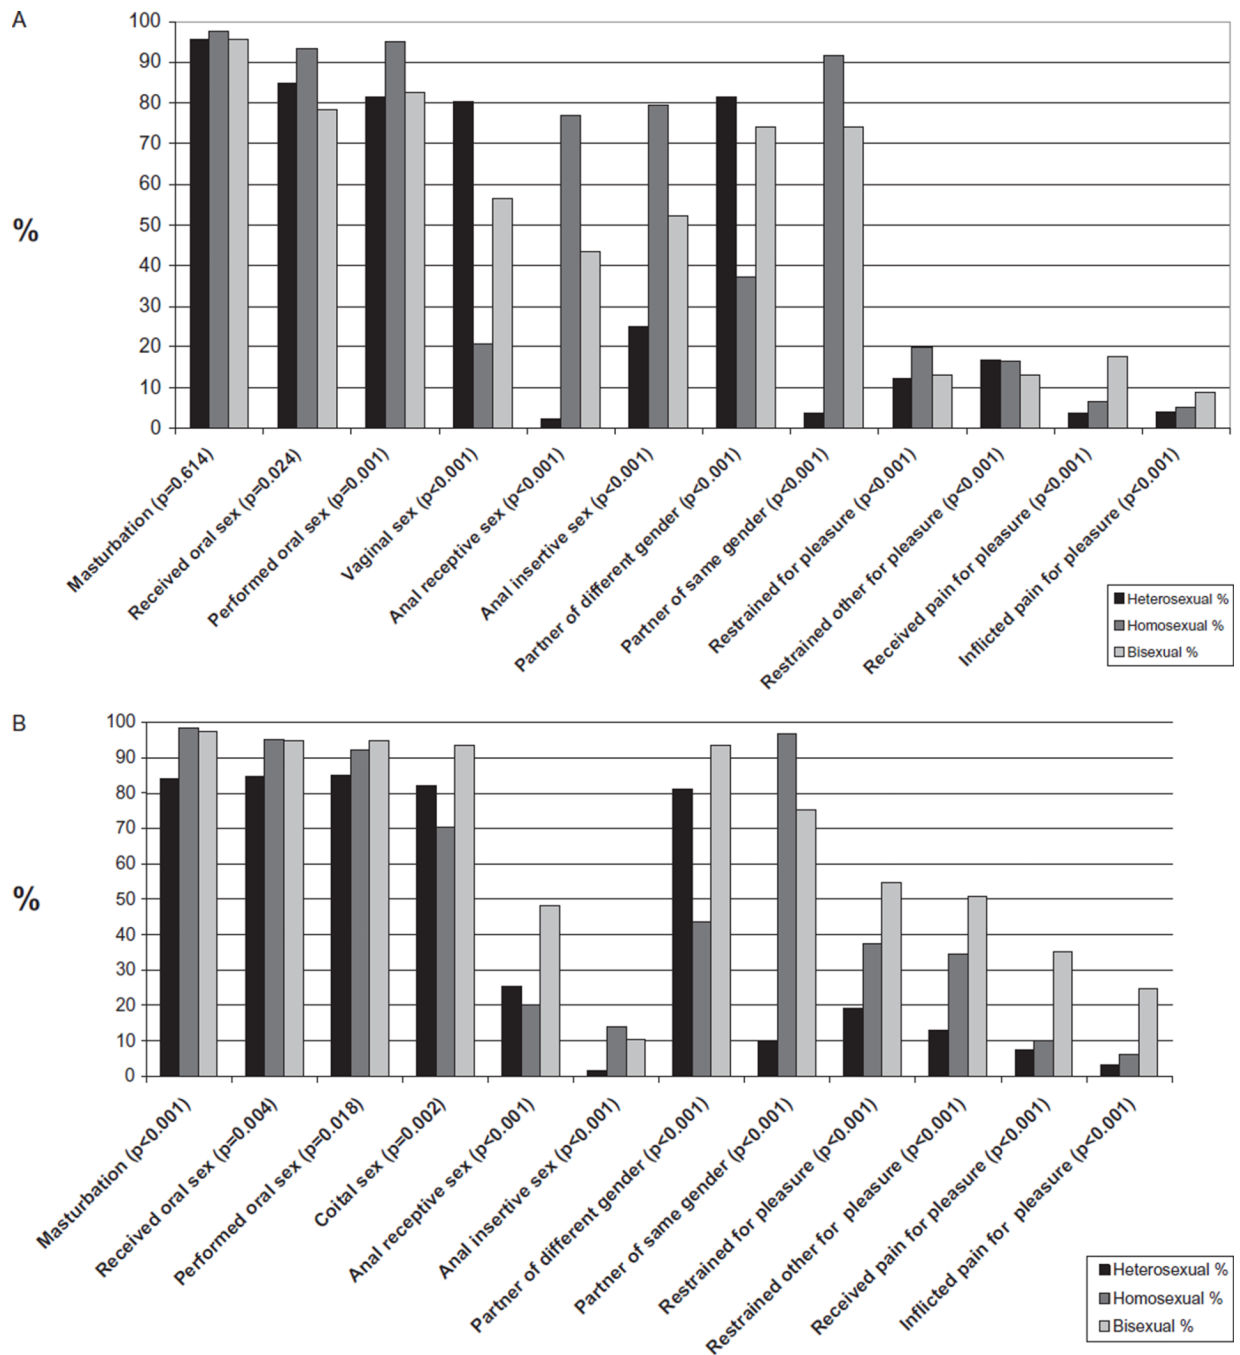 A
100
90
80
70
60
50
40
30
20
10
0
%
Masturbation (p=0.614)
Received oral sex (p=0.024)
Performed oral sex (p=0.001)
Vaginal sex (p<0.001)
Anal receptive sex (p<0.001)
Anal insertive sex (p<0.001)
Partner of different gender (p<0.001)
Partner of same gender (p<0.001)
Restrained for pleasure (p<0.001)
Restrained other for pleasure (p<0.001)
Received pain for pleasure (p<0.001)
Inflicted pain for pleasure (p<0.001)
Heterosexual %
Homosexual %
Bisexual %
B
100
90
80
70
60
50
40
30
20
10
0
%
Masturbation (p<0.001)
Received oral sex (p=0.004)
Performed oral sex (p=0.018)
Coital sex (p=0.002)
Anal receptive sex (p<0.001)
Anal insertive sex (p<0.001)
Partner of different gender (p<0.001)
Partner of same gender (p<0.001)
Restrained for pleasure (p<0.001)
Restrained other for pleasure (p<0.001)
Received pain for pleasure (p<0.001)
Inflicted pain for pleasure (p<0.001)
Heterosexual %
Homosexual %
Bisexual %